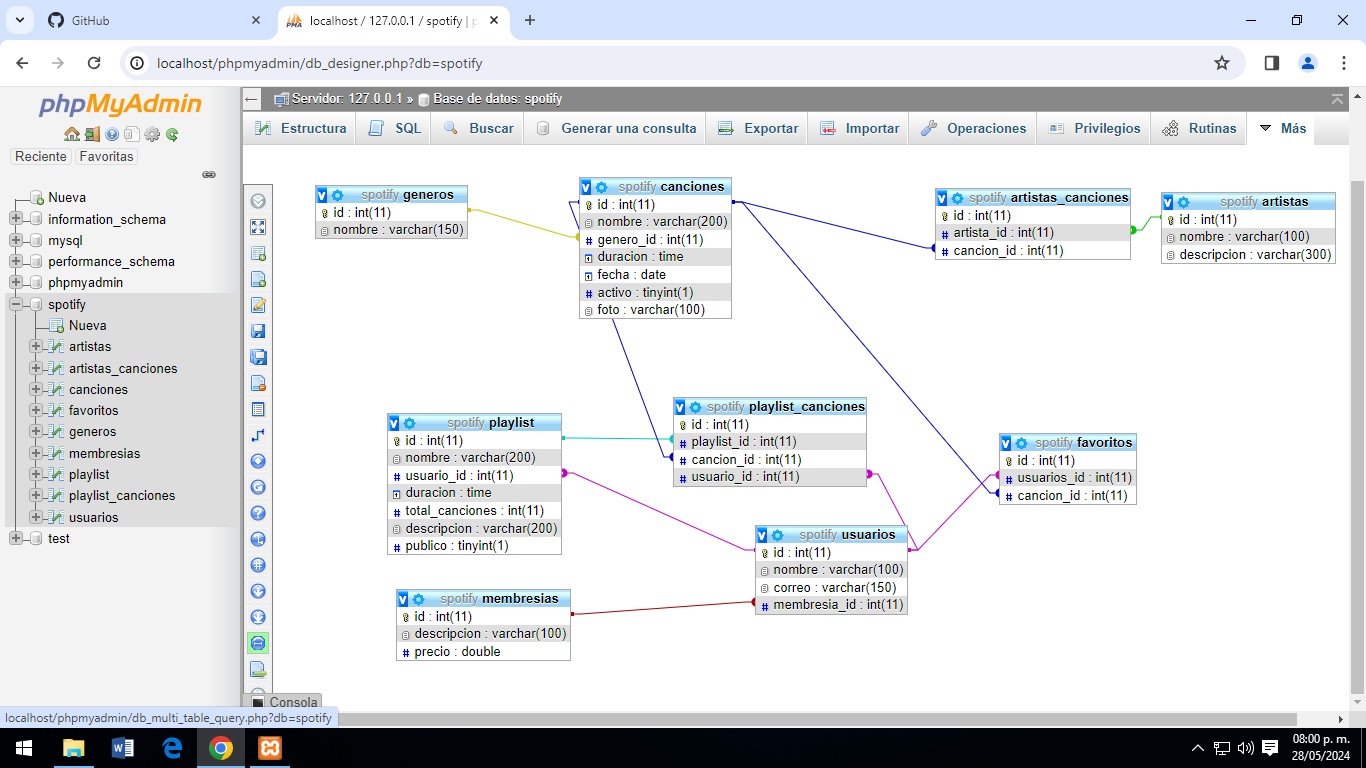 GitHub
localhost / 127.0.0.1 / spotify | p
localhost/phpmyadmin/db_designer.php?db=spotify
phpMyAdmin
Reciente
Favoritas
Nueva
information_schema
mysql
performance_schema
phpmyadmin
spotify
Nueva
artistas
artistas_canciones
canciones
favoritos
generos
membresias
playlist
playlist_canciones
usuarios
test
Servidor: 127.0.0.1 » Base de datos: spotify
Estructura
SQL
Buscar
Generar una consulta
Exportar
Importar
Operaciones
Privilegios
Rutinas
Más
spotify generos
id : int(11)
nombre : varchar(150)
spotify canciones
id : int(11)
nombre : varchar(200)
genero_id : int(11)
duracion : time
fecha : date
activo : tinyint(1)
foto : varchar(100)
spotify artistas_canciones
id : int(11)
artista_id : int(11)
cancion_id : int(11)
spotify artistas
id : int(11)
nombre : varchar(100)
descripcion : varchar(300)
spotify playlist
id : int(11)
nombre : varchar(200)
usuario_id : int(11)
duracion : time
total_canciones : int(11)
descripcion : varchar(200)
publico : tinyint(1)
spotify playlist_canciones
id : int(11)
playlist_id : int(11)
cancion_id : int(11)
usuario_id : int(11)
spotify favoritos
id : int(11)
usuarios_id : int(11)
cancion_id : int(11)
spotify usuarios
id : int(11)
nombre : varchar(100)
correo : varchar(150)
membresia_id : int(11)
spotify membresias
id : int(11)
descripcion : varchar(100)
precio : double
Consola
localhost/phpmyadmin/db_multi_table_query.php?db=spotify
08:00 p. m.
28/05/2024